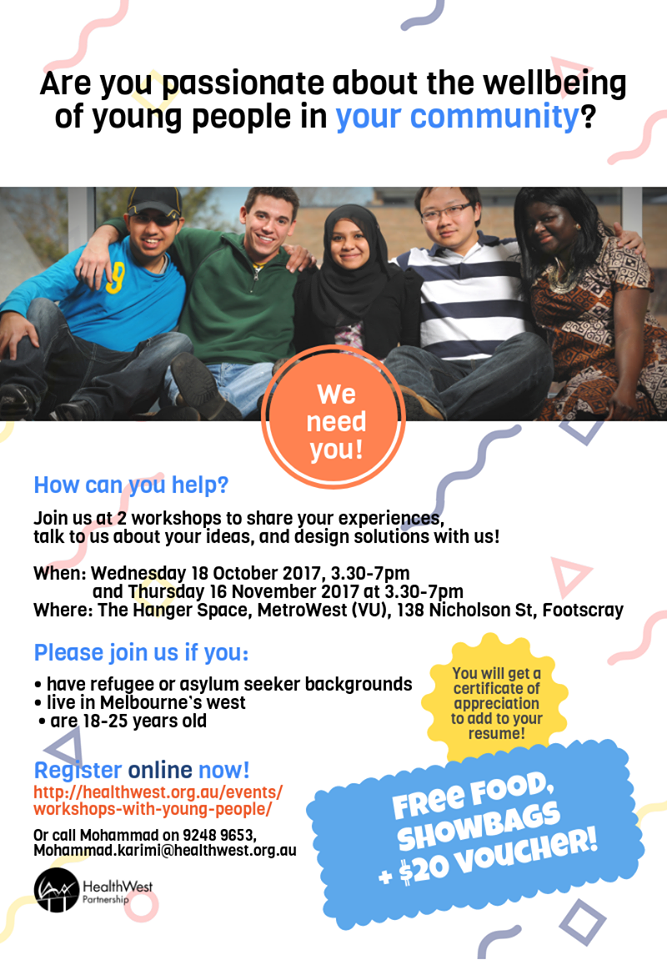 Are you passionate about the wellbeing
of young people in your community?
9
We
need
you!
How can you help?
Join us at 2 workshops to share your experiences,
talk to us about your ideas, and design solutions with us!
When: Wednesday 18 October 2017, 3.30-7pm
and Thursday 16 November 2017 at 3.30-7pm
Where: The Hanger Space, MetroWest (VU), 138 Nicholson St, Footscray
Please join us if you:
• have refugee or asylum seeker backgrounds
• live in Melbourne's west
• are 18-25 years old
You will get a
certificate of
appreciation
to add to your
resume!
Register online now!
http://healthwest.org.au/events/
workshops-with-young-people/
Or call Mohammad on 9248 9653,
Mohammad.karimi@healthwest.org.au
FREE FOOD,
SHOWBAGS
+ $20 VOUCHER!
HealthWest
Partnership